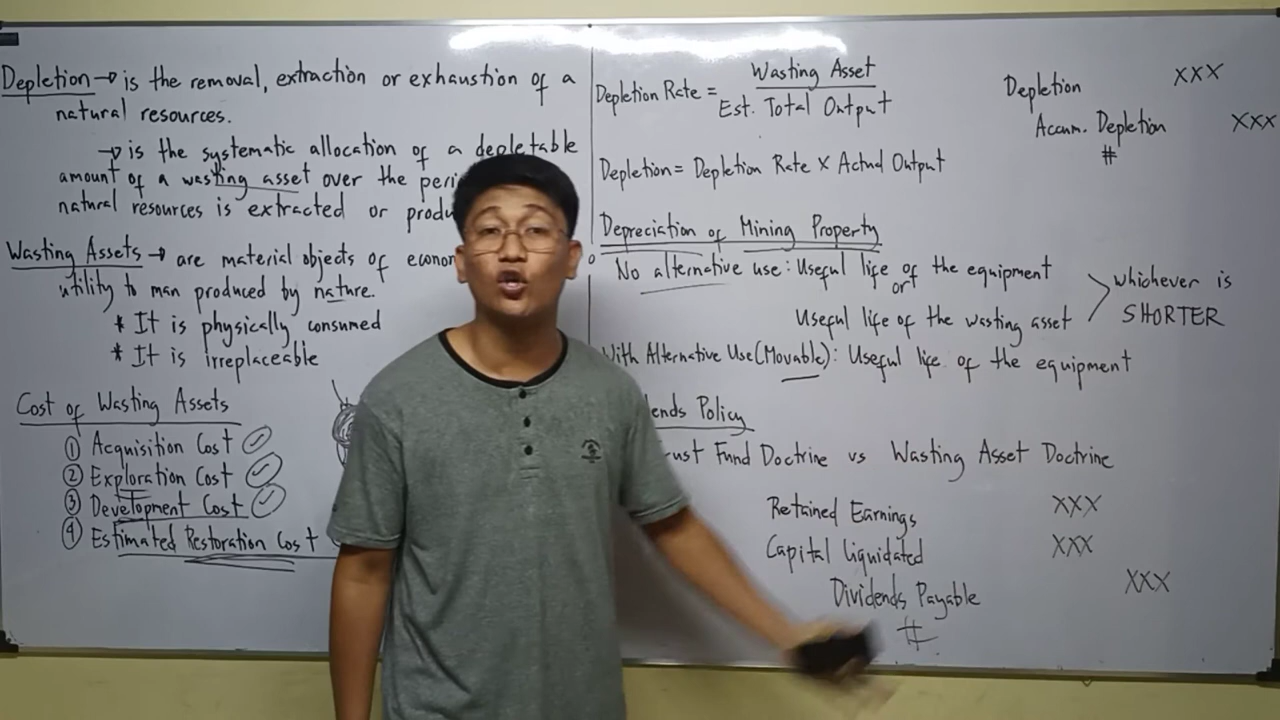 Depletion → is the removal, extraction or exhaustion of a
natural resources.
→ is the systematic allocation of a depletable
amount of a wasting asset over the
natural resources is extracted or
Wasting Assets → are material objects of
utility to man produced by nature.
* It is physically consumed
* It is irreplaceable
Cost of Wasting Assets
① Acquisition Cost
② Exploration Cost
③ Development Cost
④ Estimated Restoration Cost
Depletion Rate = Wasting Asset
Est. Total Output
Depletion = Depletion Rate X Actual Output
Depletion XXX
Accum. Depletion XXX
#
Depreciation of Mining Property
No alternative use: Useful life of the equipment
or
Useful life of the wasting asset
whichever is
SHORTER
With Alternative Use (Movable): Useful life of the equipment
Policy
Fund Doctrine vs Wasting Asset Doctrine
Retained Earnings XXX
Capital Liquidated XXX
Dividends Payable XXX
#